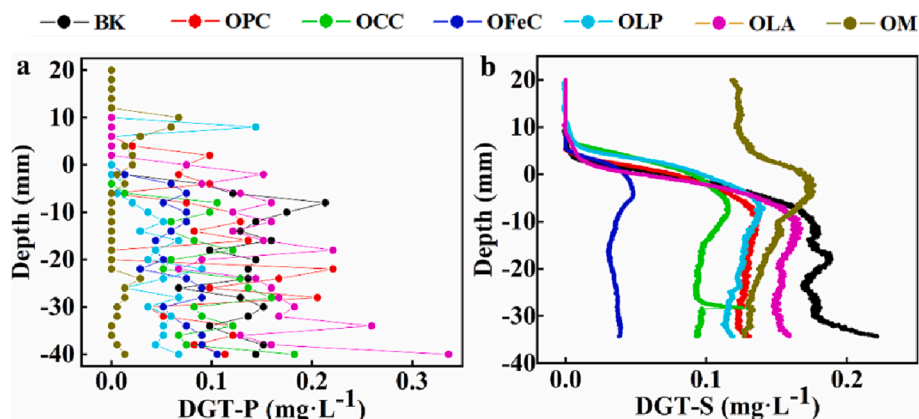 BK OPC OCC OFeC OLP OLA OM
a
20
10
0
-10
-20
-30
-40
Depth (mm)
0.0 0.1 0.2 0.3
DGT-P (mg·L⁻¹)
b
20
10
0
-10
-20
-30
-40
Depth (mm)
0.0 0.1 0.2
DGT-S (mg·L⁻¹)